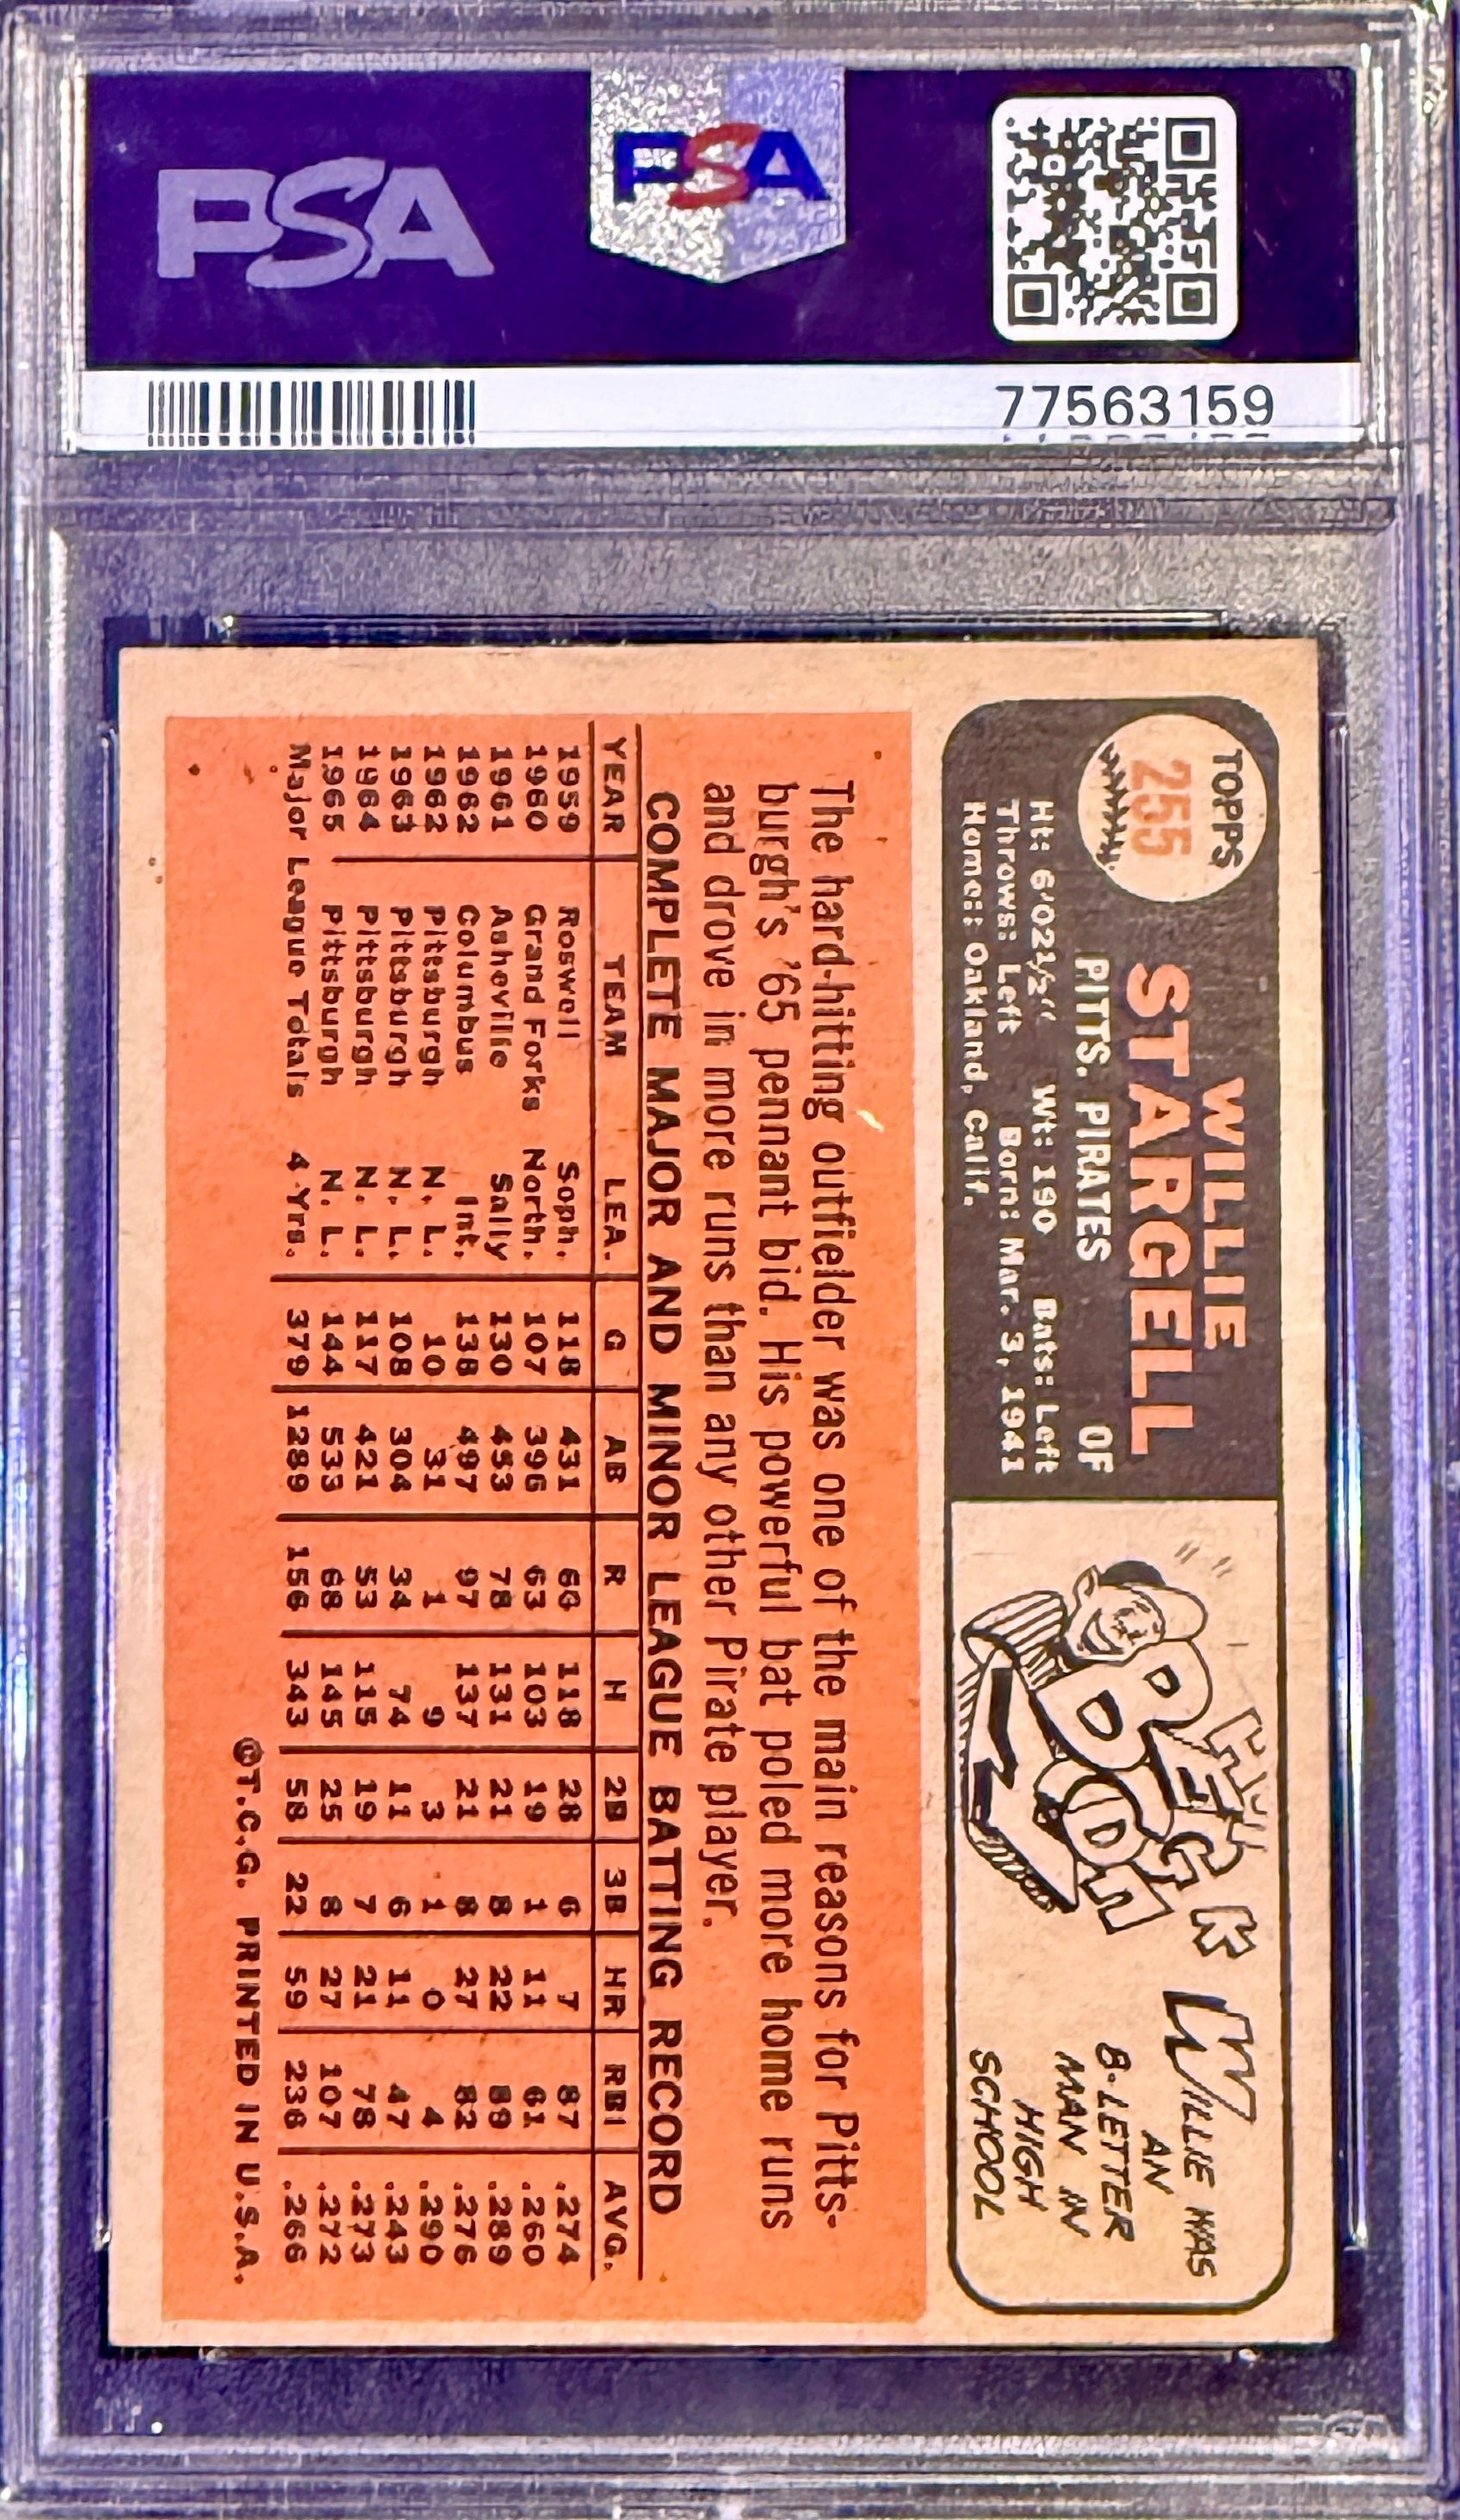 PSA
PSA
77563159
TOPPS
255
WILLIE
STARGELL
OF
PITTS. PIRATES
Ht: 6'02½" Wt: 190 Bats: Left
Throws: Left Born: Mar. 3, 1941
Home: Oakland, Calif.
WILLIE WAS
AN
8-LETTER
MAN IN
HIGH
SCHOOL
The hard-hitting outfielder was one of the main reasons for Pitts-
burgh's '65 pennant bid. His powerful bat poled more home runs
and drove in more runs than any other Pirate player.
COMPLETE MAJOR AND MINOR LEAGUE BATTING RECORD
YEAR TEAM LEA. G AB R H 2B 3B HR RBI AVG.
1959 Roswell Soph. 118 431 66 118 28 6 7 87 .274
1960 Grand Forks North. 107 396 63 103 19 1 11 61 .260
1961 Asheville Sally 130 453 78 131 21 8 22 89 .289
1962 Columbus Int. 138 497 97 137 21 8 27 82 .276
1962 Pittsburgh N. L. 10 31 1 9 3 1 0 4 .290
1963 Pittsburgh N. L. 108 304 34 74 11 6 11 47 .243
1964 Pittsburgh N. L. 117 421 53 115 19 7 21 78 .273
1965 Pittsburgh N. L. 144 533 68 145 25 8 27 107 .272
Major League Totals 4 Yrs. 379 1289 156 343 58 22 59 236 .266
©T.C.G. PRINTED IN U.S.A.